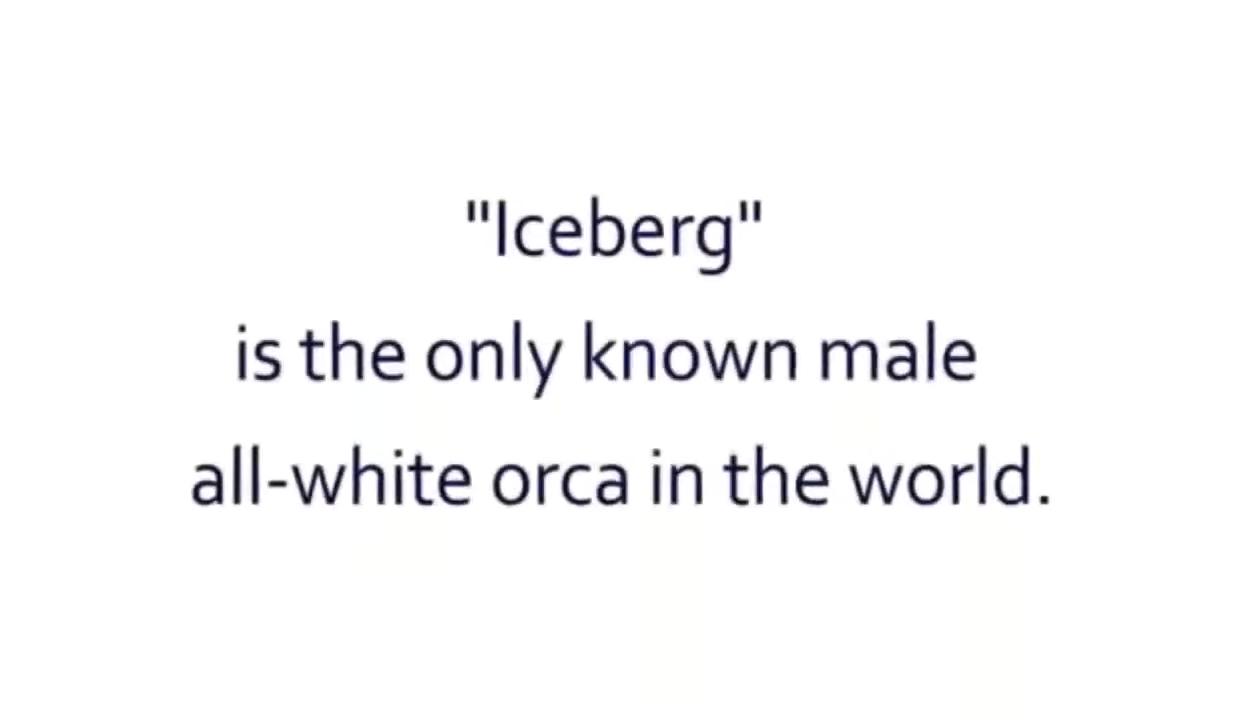 "Iceberg"
is the only known male
all-white orca in the world.